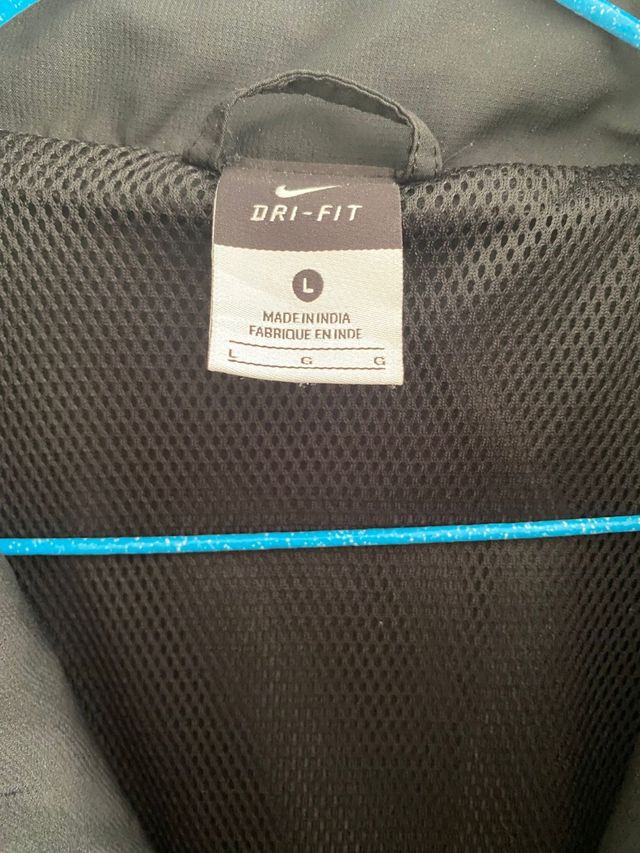 DRI-FIT
L
MADE IN INDIA
FABRIQUE EN INDE
L G G